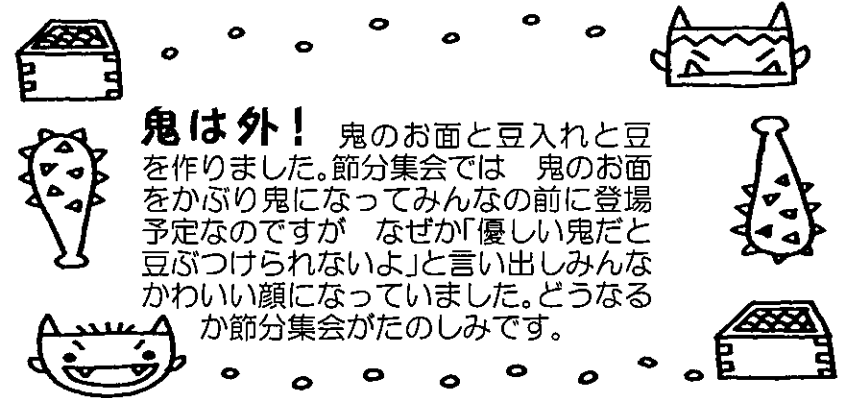 鬼は外！ 鬼のお面と豆入れと豆
を作りました。節分集会では　鬼のお面
をかぶり鬼になってみんなの前に登場
予定なのですが　なぜか「優しい鬼だと
豆ぶつけられないよ」と言い出しみんな
かわいい顔になっていました。どうなる
か節分集会がたのしみです。